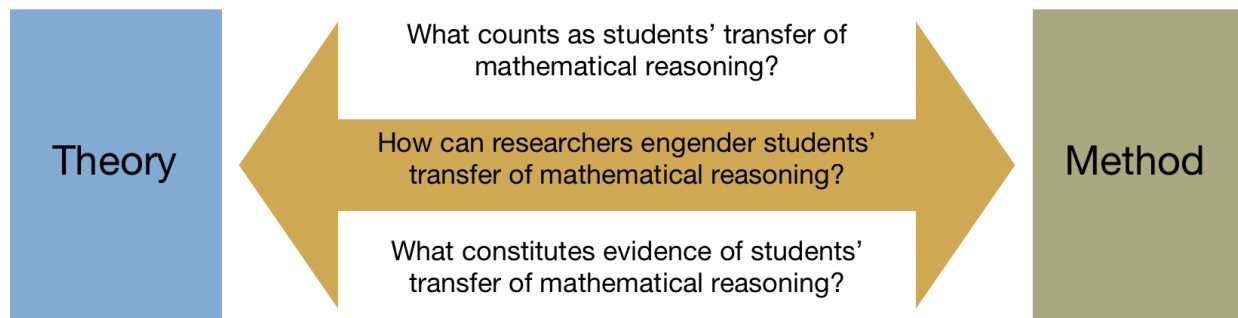 What counts as students’ transfer of
mathematical reasoning?
Theory
How can researchers engender students’
transfer of mathematical reasoning?
Method
What constitutes evidence of students’
transfer of mathematical reasoning?